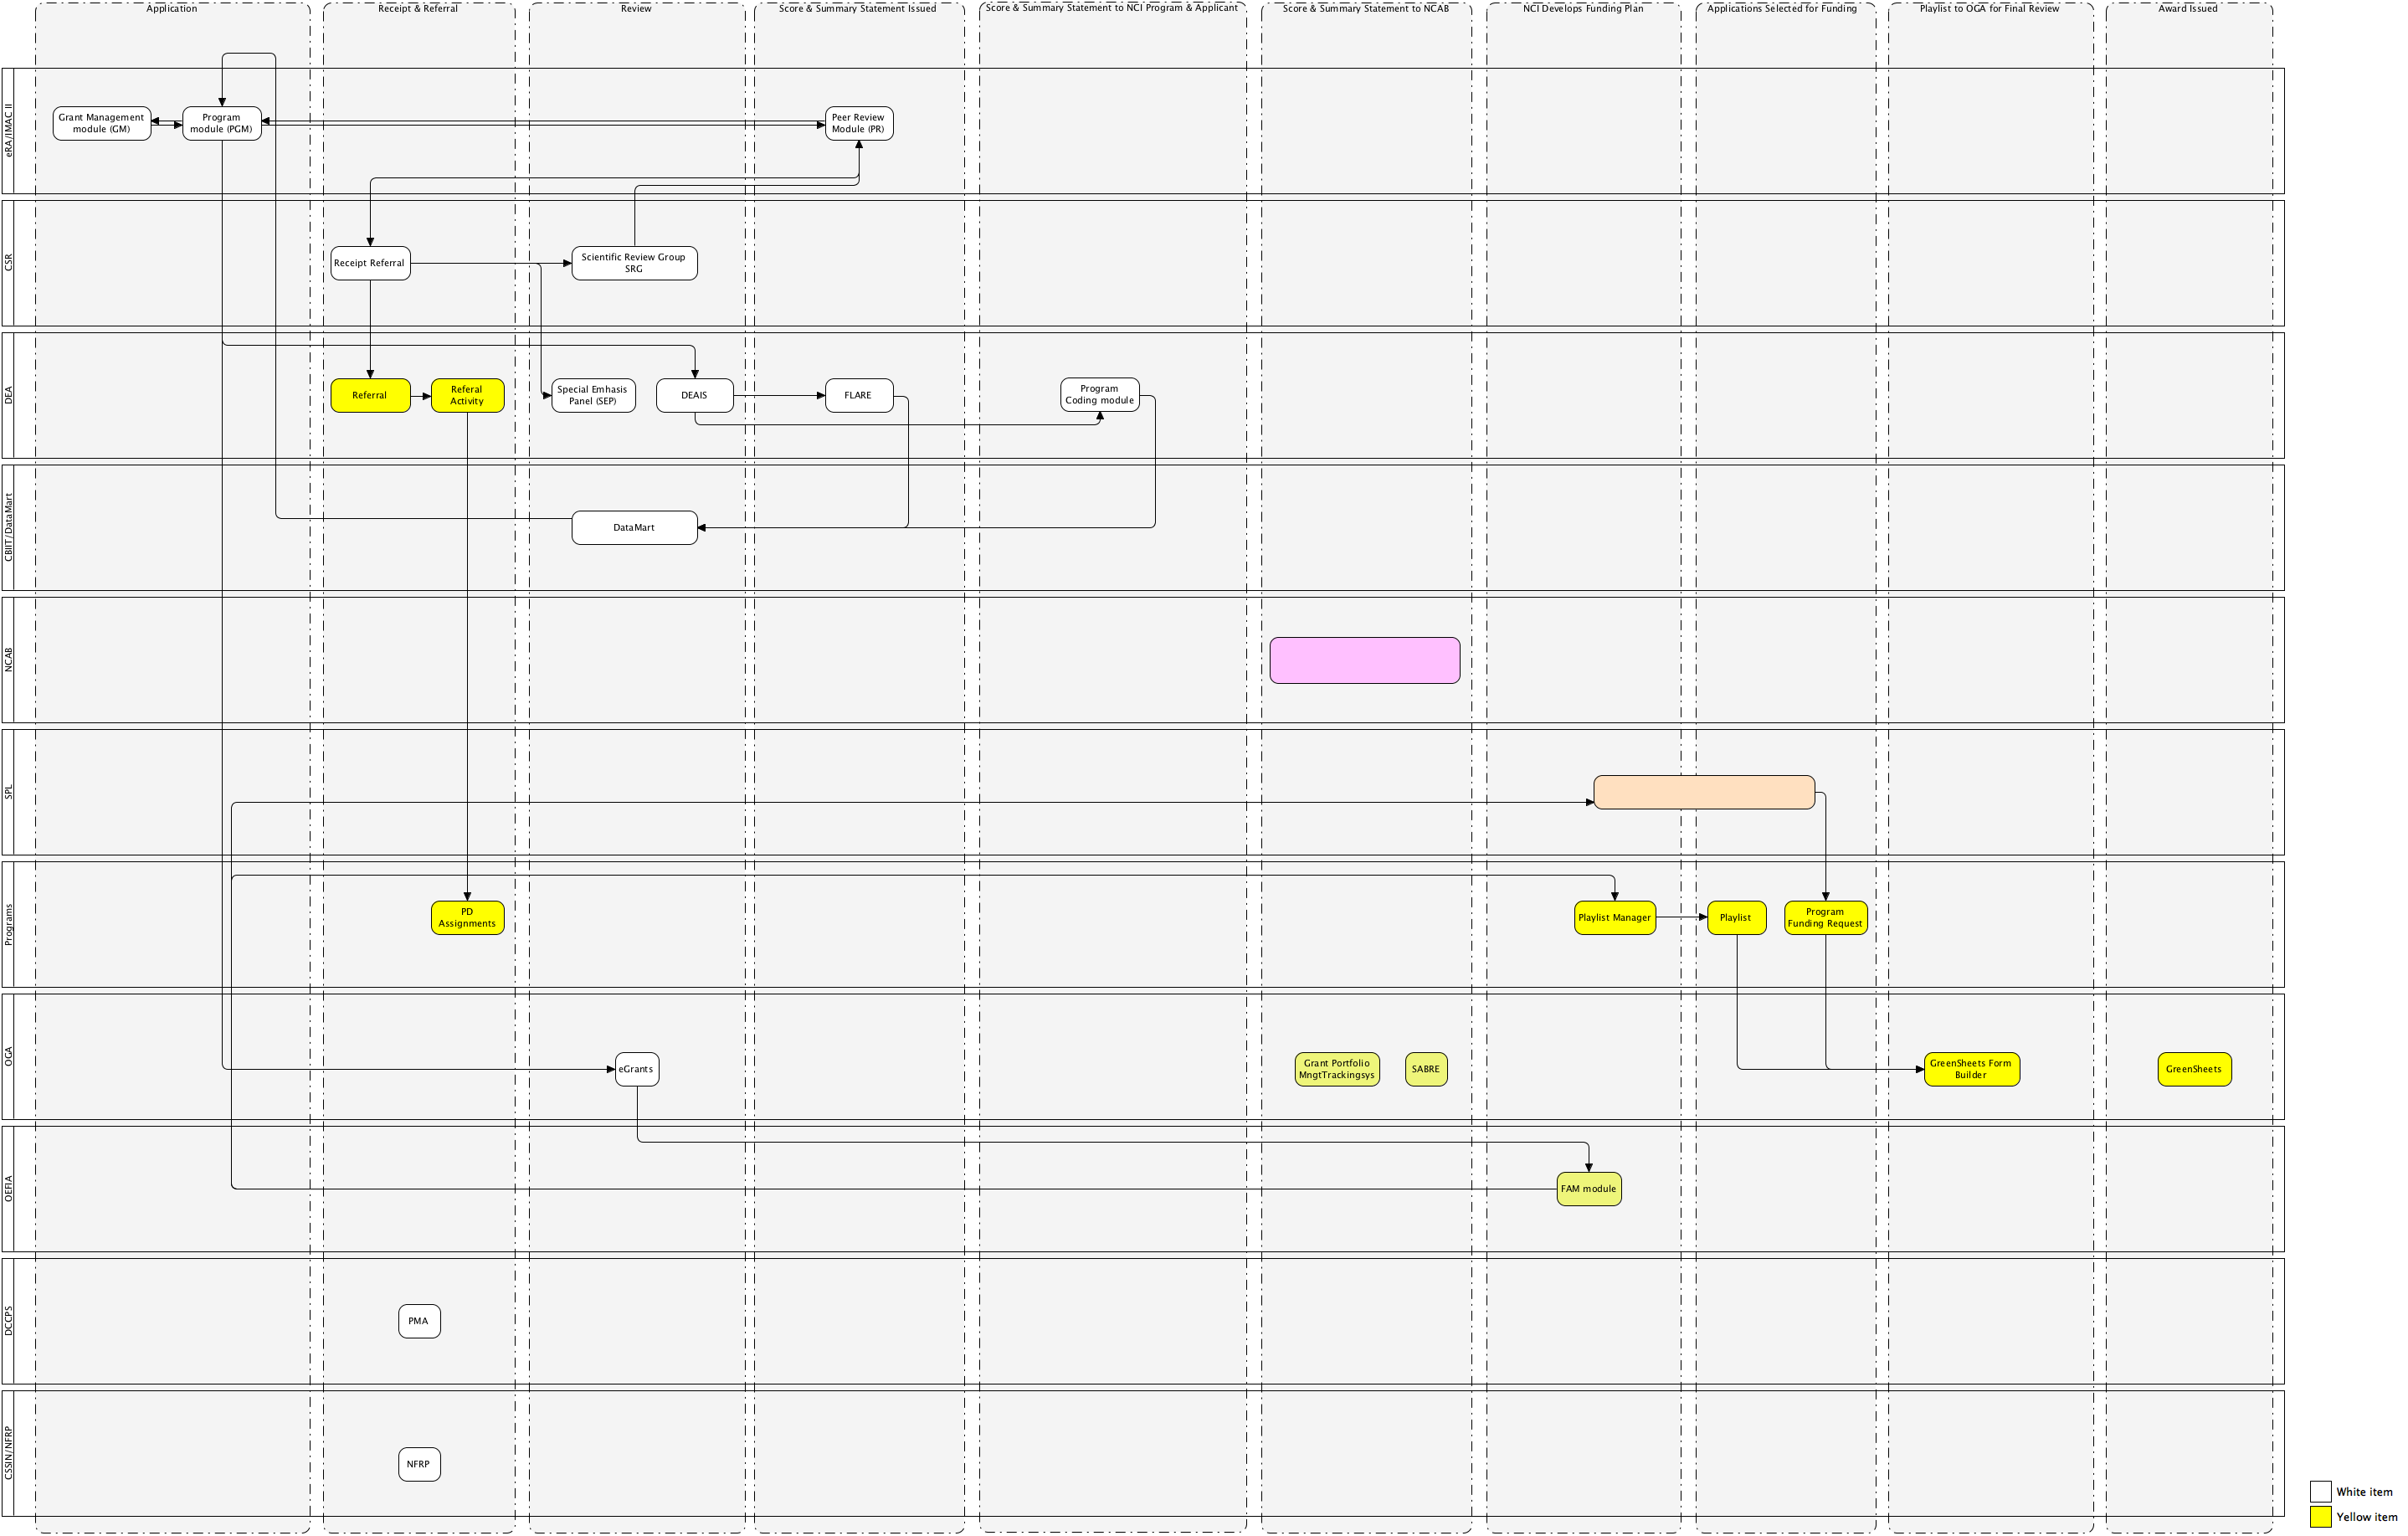 Application
Receipt & Referral
Review
Score & Summary Statement Issued
Score & Summary Statement to NCI Program & Applicant
Score & Summary Statement to NCAB
NCI Develops Funding Plan
Applications Selected for Funding
Playlist to OGA for Final Review
Award Issued
eRA/IMAC II
Grant Management
module (GM)
Program
module (PGM)
Peer Review
Module (PR)
CSR
Receipt Referral
Scientific Review Group
SRG
DEA
Referral
Referal
Activity
Special Emhasis
Panel (SEP)
DEAIS
FLARE
Program
Coding module
CBIIT/DataMart
DataMart
NCAB
SPL
Programs
PD
Assignments
Playlist Manager
Playlist
Program
Funding Request
OGA
eGrants
Grant Portfolio
MngtTrackingsys
SABRE
GreenSheets Form
Builder
GreenSheets
OEFIA
FAM module
DCCPS
PMA
CSSIN/NFRP
NFRP
White item
Yellow item